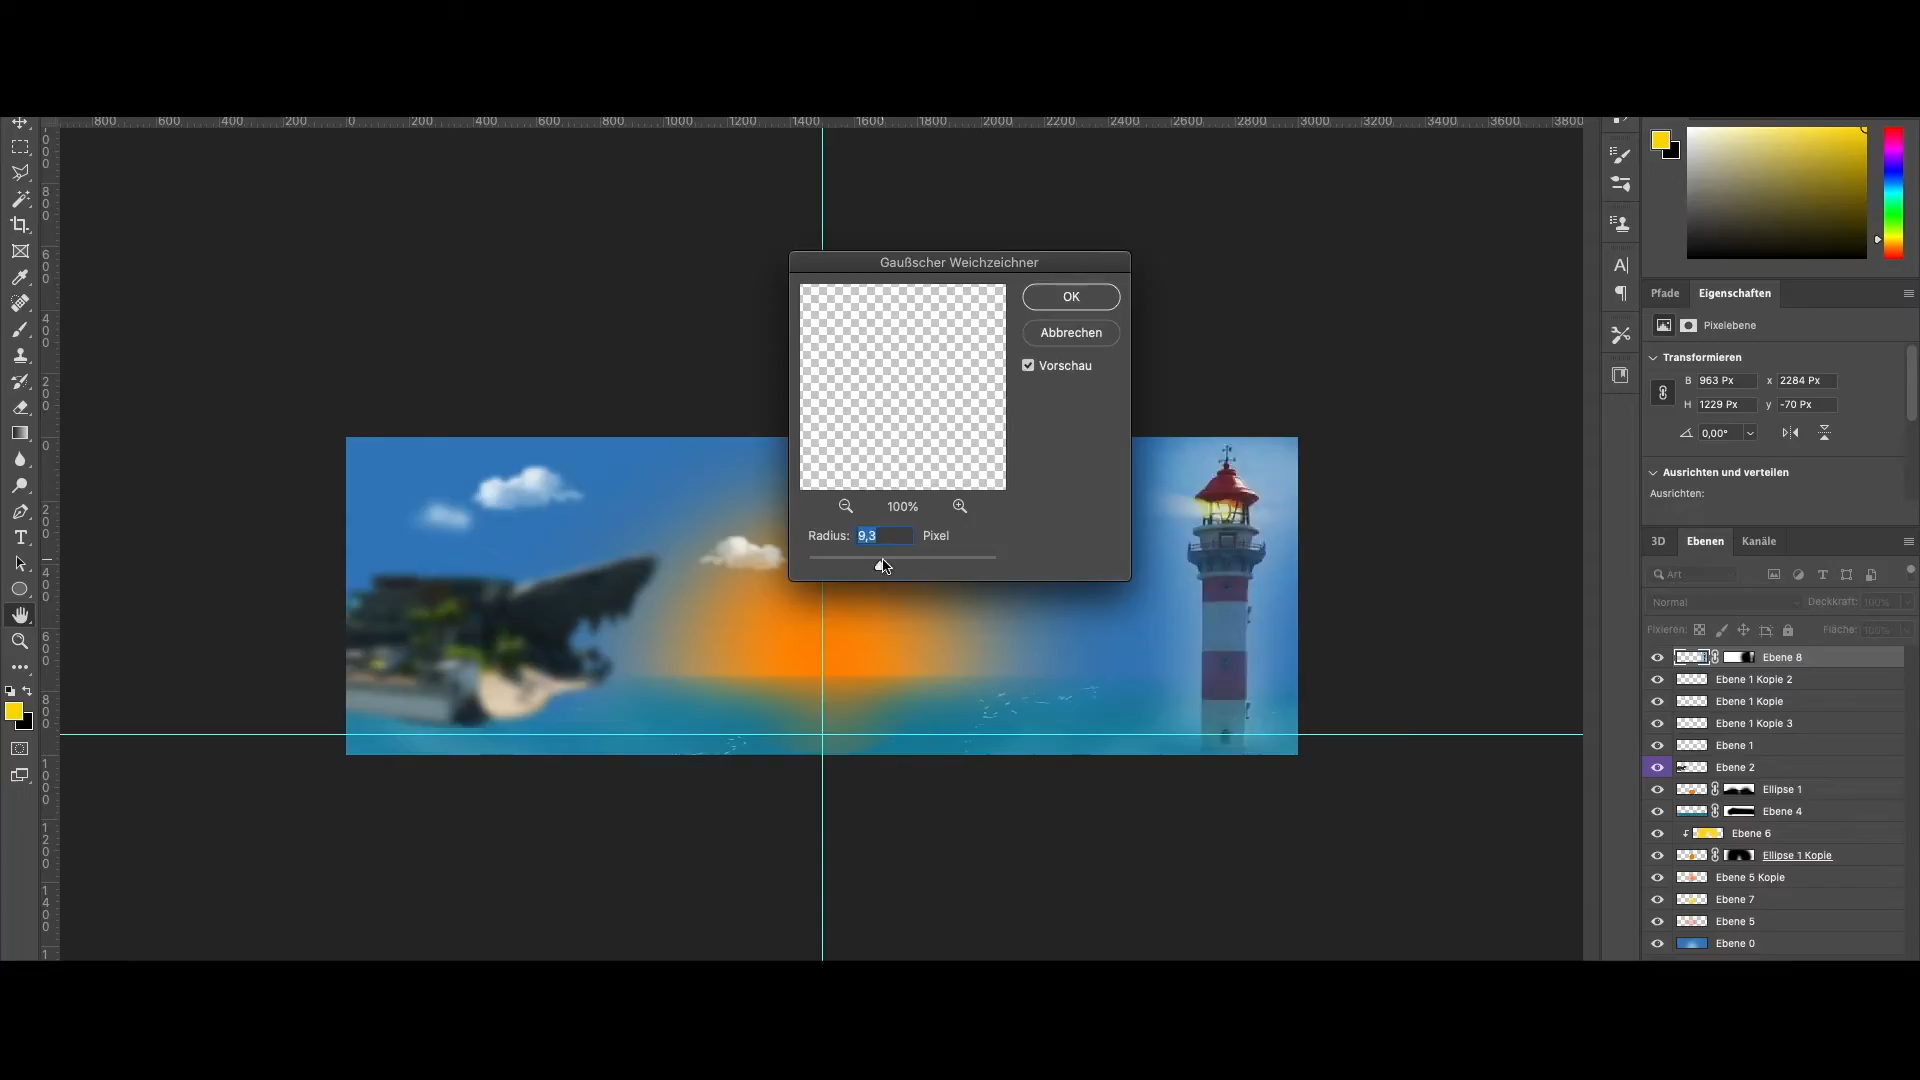 800 600 400 200 0 200 400 600 800 1000 1200 1400 1600 1800 2000 2200 2400 2600 2800 3000 3200 3400 3600 3800
Gaußscher Weichzeichner
OK
Abbrechen
Vorschau
100%
Radius: 9,3 Pixel
Pfade Eigenschaften
Pixelebene
Transformieren
B 963 Px x 2284 Px
H 1229 Px y -70 Px
0,00°
Ausrichten und verteilen
Ausrichten:
3D Ebenen Kanäle
Art
Normal Deckkraft: 100%
Fixieren: Fläche: 100%
Ebene 8
Ebene 1 Kopie 2
Ebene 1 Kopie
Ebene 1 Kopie 3
Ebene 1
Ebene 2
Ellipse 1
Ebene 4
Ebene 6
Ellipse 1 Kopie
Ebene 5 Kopie
Ebene 7
Ebene 5
Ebene 0